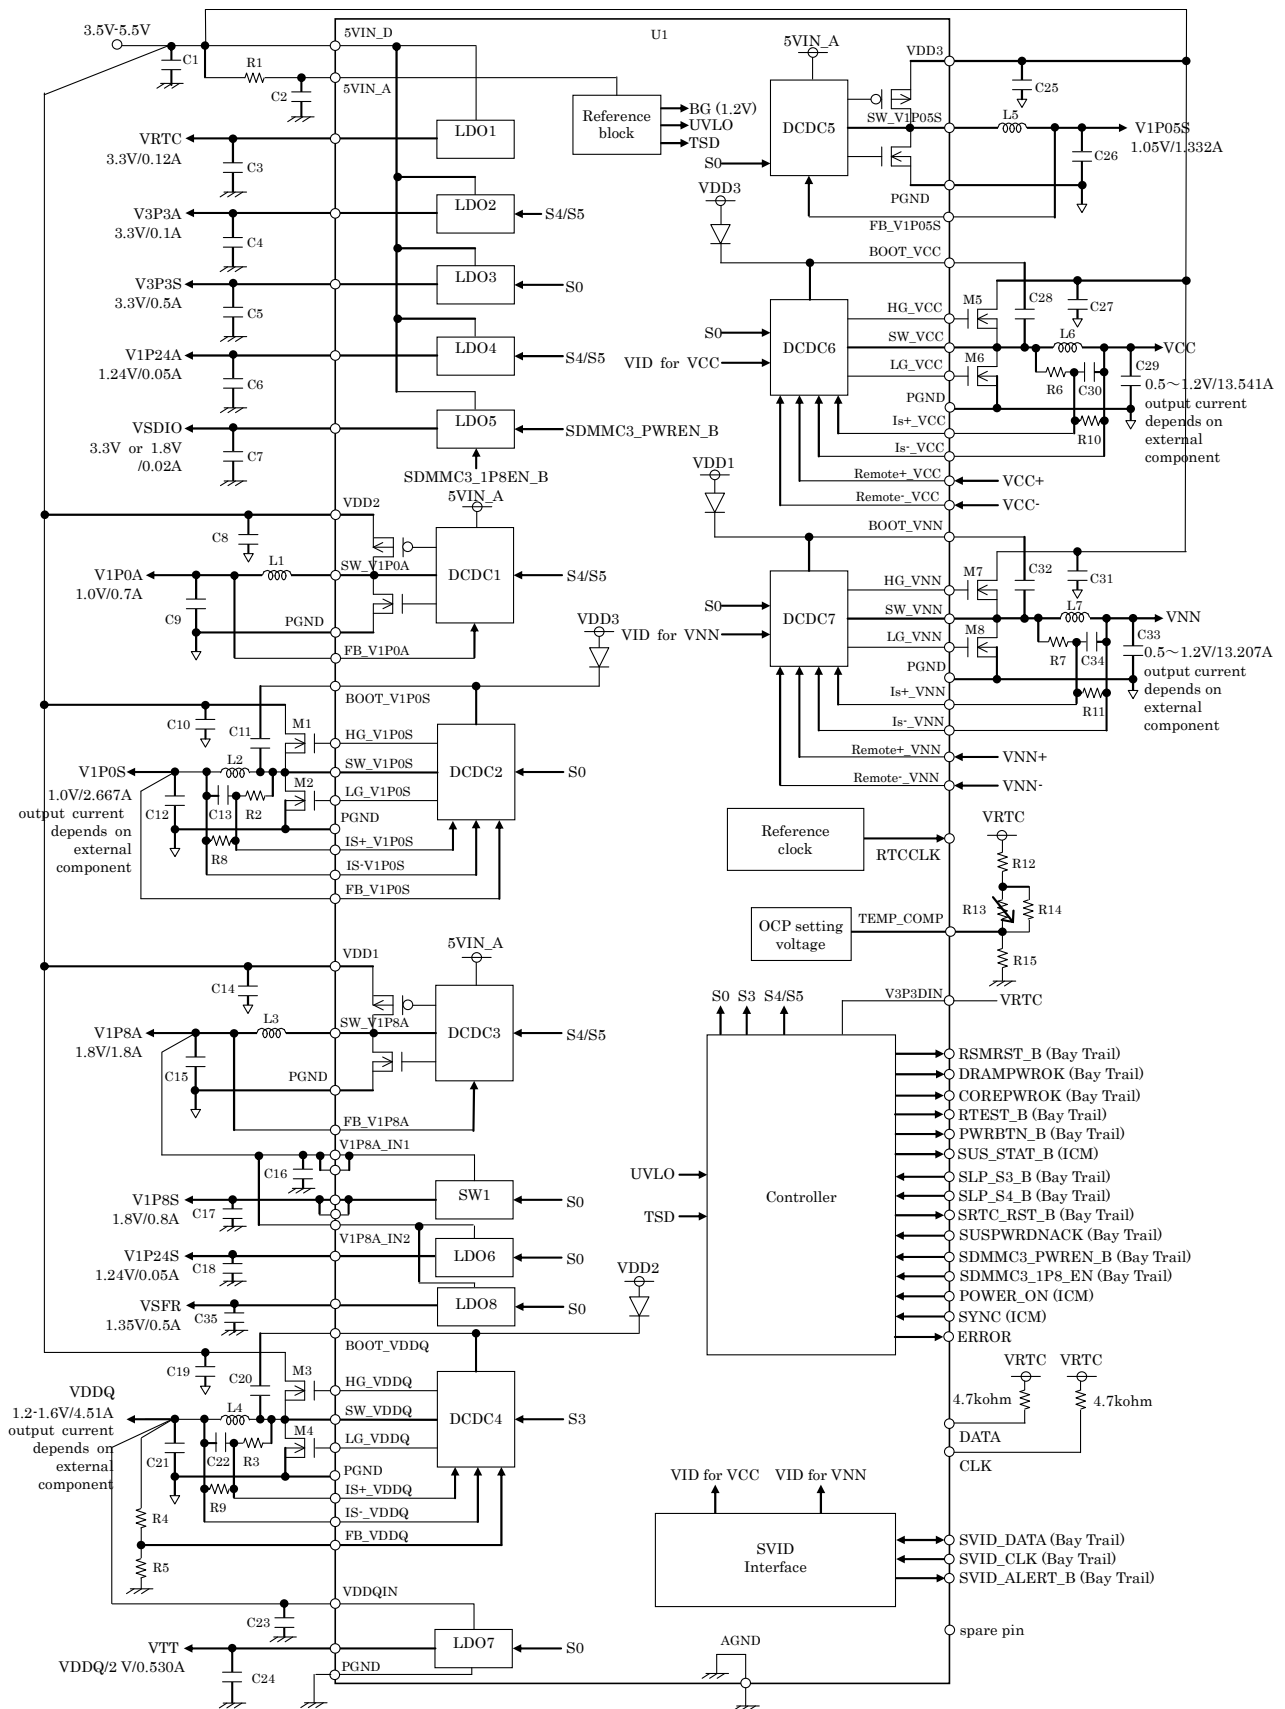 3.5V-5.5V
C1
R1
C2
5VIN_D
5VIN_A
U1
LDO1
VRTC
3.3V/0.12A
C3
LDO2
S4/S5
V3P3A
3.3V/0.1A
C4
LDO3
S0
V3P3S
3.3V/0.5A
C5
LDO4
S4/S5
V1P24A
1.24V/0.05A
C6
LDO5
SDMMC3_PWREN_B
VSDIO
3.3V or 1.8V
/0.02A
C7
SDMMC3_1P8EN_B
5VIN_A
VDD2
C8
L1
SW_V1P0A
DCDC1
S4/S5
V1P0A
1.0V/0.7A
C9
PGND
FB_V1P0A
VDD3
BOOT_V1P0S
C10
C11
M1
HG_V1P0S
V1P0S
L2
SW_V1P0S
DCDC2
S0
1.0V/2.667A
output current
depends on
external
component
C12
C13
R2
M2
LG_V1P0S
PGND
R8
IS+_V1P0S
IS-V1P0S
FB_V1P0S
5VIN_A
VDD1
C14
L3
SW_V1P8A
DCDC3
S4/S5
V1P8A
1.8V/1.8A
C15
PGND
FB_V1P8A
V1P8A_IN1
C16
V1P8S
1.8V/0.8A
C17
SW1
S0
V1P8A_IN2
V1P24S
1.24V/0.05A
C18
LDO6
S0
VSFR
1.35V/0.5A
C35
LDO8
S0
VDD2
BOOT_VDDQ
C19
C20
M3
HG_VDDQ
VDDQ
1.2-1.6V/4.51A
output current
depends on
external
component
L4
SW_VDDQ
DCDC4
S3
C21
C22
R3
M4
LG_VDDQ
PGND
R9
IS+_VDDQ
IS-_VDDQ
FB_VDDQ
R4
R5
VDDQIN
C23
VTT
VDDQ/2 V/0.530A
C24
LDO7
S0
PGND
Reference
block
BG (1.2V)
UVLO
TSD
5VIN_A
VDD3
DCDC5
S0
C25
SW_V1P05S
L5
V1P05S
1.05V/1.332A
C26
PGND
FB_V1P05S
VDD3
BOOT_VCC
DCDC6
S0
VID for VCC
HG_VCC
M5
C28
C27
SW_VCC
L6
VCC
LG_VCC
M6
R6
C30
C29
0.5~1.2V/13.541A
output current
depends on
external
component
PGND
Is+_VCC
R10
Is-_VCC
Remote+_VCC
VCC+
Remote-_VCC
VCC-
VDD1
BOOT_VNN
DCDC7
S0
VID for VNN
HG_VNN
M7
C32
C31
SW_VNN
L7
VNN
LG_VNN
M8
R7
C34
C33
0.5~1.2V/13.207A
output current
depends on
external
component
PGND
Is+_VNN
R11
Is-_VNN
Remote+_VNN
VNN+
Remote-_VNN
VNN-
Reference
clock
RTCCLK
VRTC
R12
R13
R14
R15
OCP setting
voltage
TEMP_COMP
S0
S3
S4/S5
V3P3DIN
VRTC
Controller
UVLO
TSD
RSMRST_B (Bay Trail)
DRAMPWROK (Bay Trail)
COREPWROK (Bay Trail)
RTEST_B (Bay Trail)
PWRBTN_B (Bay Trail)
SUS_STAT_B (ICM)
SLP_S3_B (Bay Trail)
SLP_S4_B (Bay Trail)
SRTC_RST_B (Bay Trail)
SUSPWRDNACK (Bay Trail)
SDMMC3_PWREN_B (Bay Trail)
SDMMC3_1P8_EN (Bay Trail)
POWER_ON (ICM)
SYNC (ICM)
ERROR
VRTC
VRTC
4.7kohm
4.7kohm
DATA
CLK
VID for VCC
VID for VNN
SVID
Interface
SVID_DATA (Bay Trail)
SVID_CLK (Bay Trail)
SVID_ALERT_B (Bay Trail)
spare pin
AGND